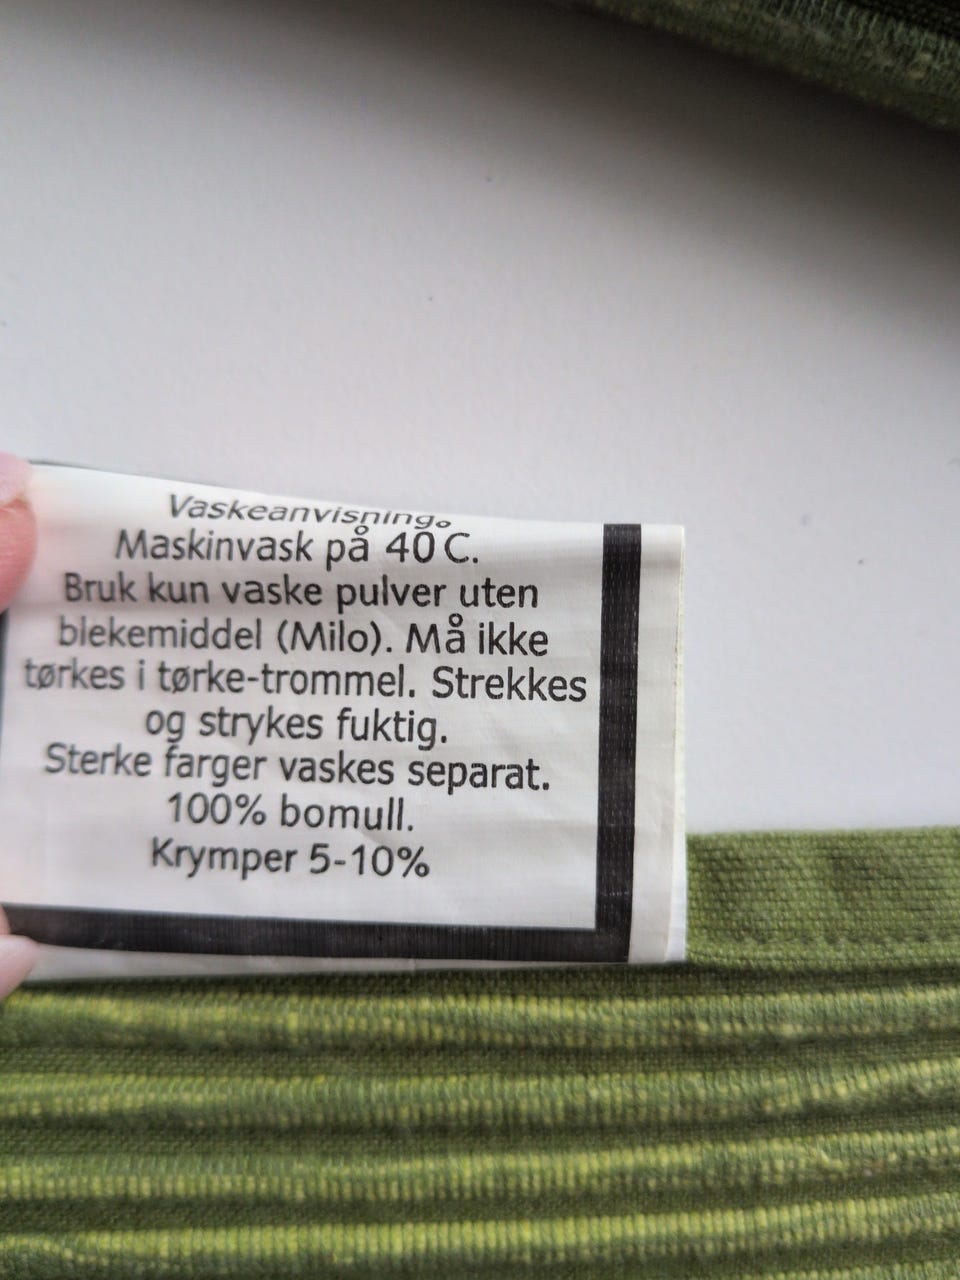 Vaskeanvisning.
Maskinvask på 40 C.
Bruk kun vaske pulver uten
blekemiddel (Milo). Må ikke
tørkes i tørke-trommel. Strekkes
og strykes fuktig.
Sterke farger vaskes separat.
100% bomull.
Krymper 5-10%